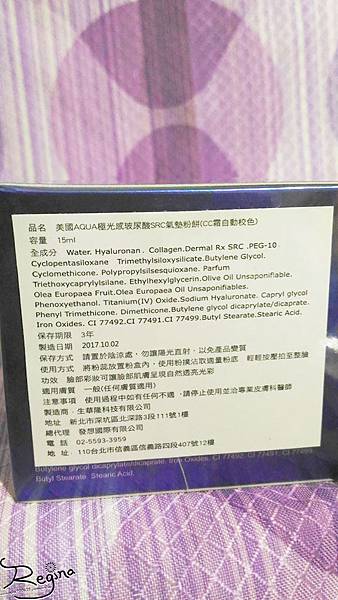 品名 美國AQUA極光感玻尿酸SRC氣墊粉餅(CC霜自動校色)
容量 15ml
全成分 Water. Hyaluronan. Collagen.Dermal Rx SRC .PEG-10.
Cyclopentasiloxane Trimethylsiloxysilicate.Butylene Glycol.
Cyclomethicone. Polypropylsilsesquioxane. Parfum
Triethoxycaprylylsilane. Ethylhexylglycerin.Olive Oil Unsaponifiable.
Olea Europaea Fruit.Olea Europaea Oil Unsaponifiables.
Phenoxyethanol. Titanium(IV) Oxide.Sodium Hyaluronate. Capryl glycol
Phenyl Trimethicone. Dimethicone.Butylene glycol dicaprylate/dicaprate.
Iron Oxides. CI 77492.CI 77491.CI 77499.Butyl Stearate.Stearic Acid.
保存期限 3年
製造日期 2017.10.02
保存方式 請置於陰涼處,勿讓陽光直射,以免產品變質
使用方式 將粉蕊放置粉盒內,使用粉撲沾取適量粉底 輕輕按壓拍至整臉
功效 臉部彩妝可讓臉部肌膚呈現自然透亮光彩
適用膚質 一般(任何膚質適用)
注意事項 使用過程中如有任何不適,請停止使用並洽專業皮膚科醫師
製造商:生華隆科技有限公司
地址:新北市深坑區北深路3段111號1樓
總代理 發想國際有限公司
電話 02-5593-3959
地 址,110台北市信義區信義路四段407號12樓
Butylene glycol dicaprylate/dicaprate. Iron Oxides. CI 77492. CI 77491. CI 77499.
Butyl Stearate. Stearic Acid.
Regina